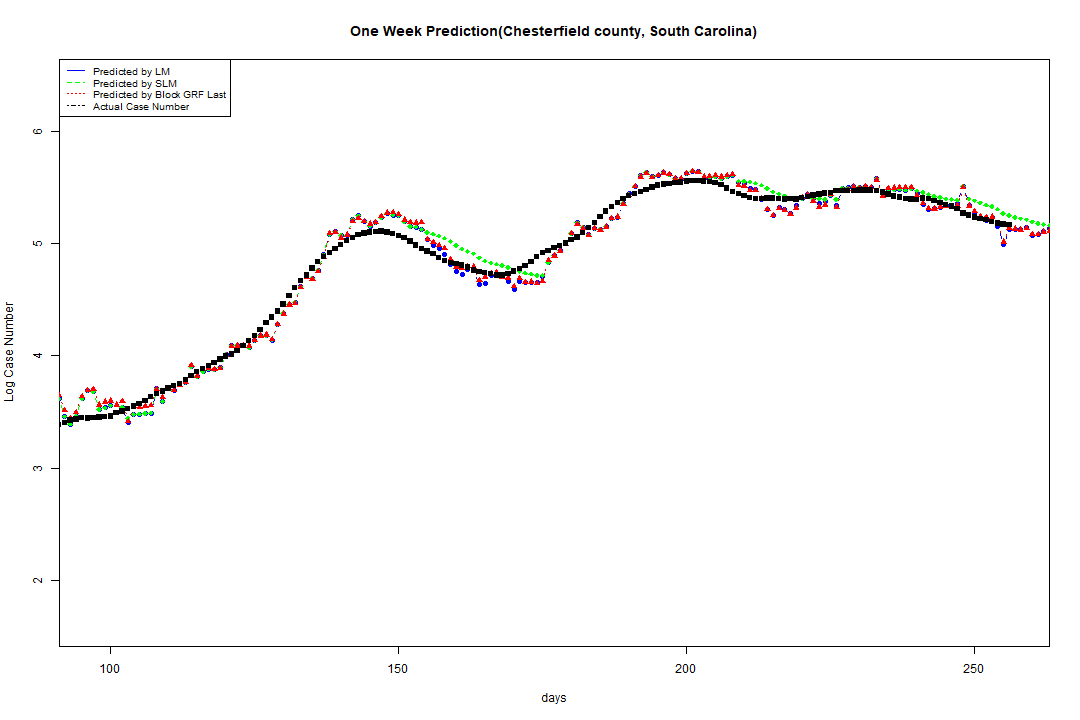 One Week Prediction(Chesterfield county, South Carolina)
Predicted by LM
Predicted by SLM
Predicted by Block GRF Last
Actual Case Number
6
5
4
3
2
Log Case Number
100 150 200 250
days